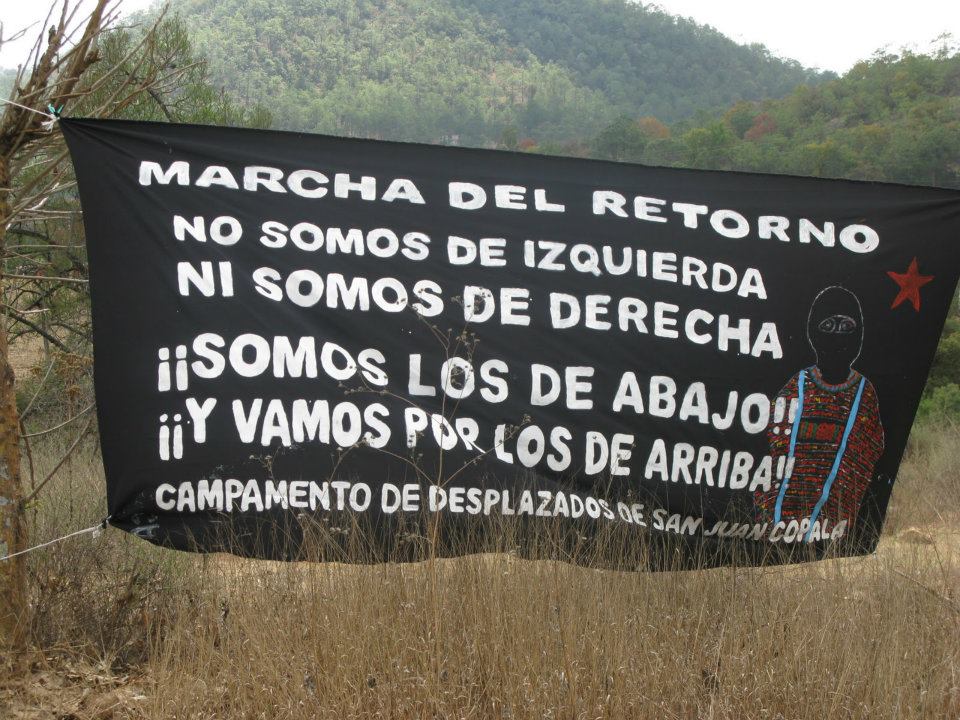 MARCHA DEL RETORNO
NO SOMOS DE IZQUIERDA
NI SOMOS DE DERECHA
¡¡SOMOS LOS DE ABAJO!!
¡¡Y VAMOS POR LOS DE ARRIBA!!
CAMPAMENTO DE DESPLAZADOS DE SAN JUAN COPALA